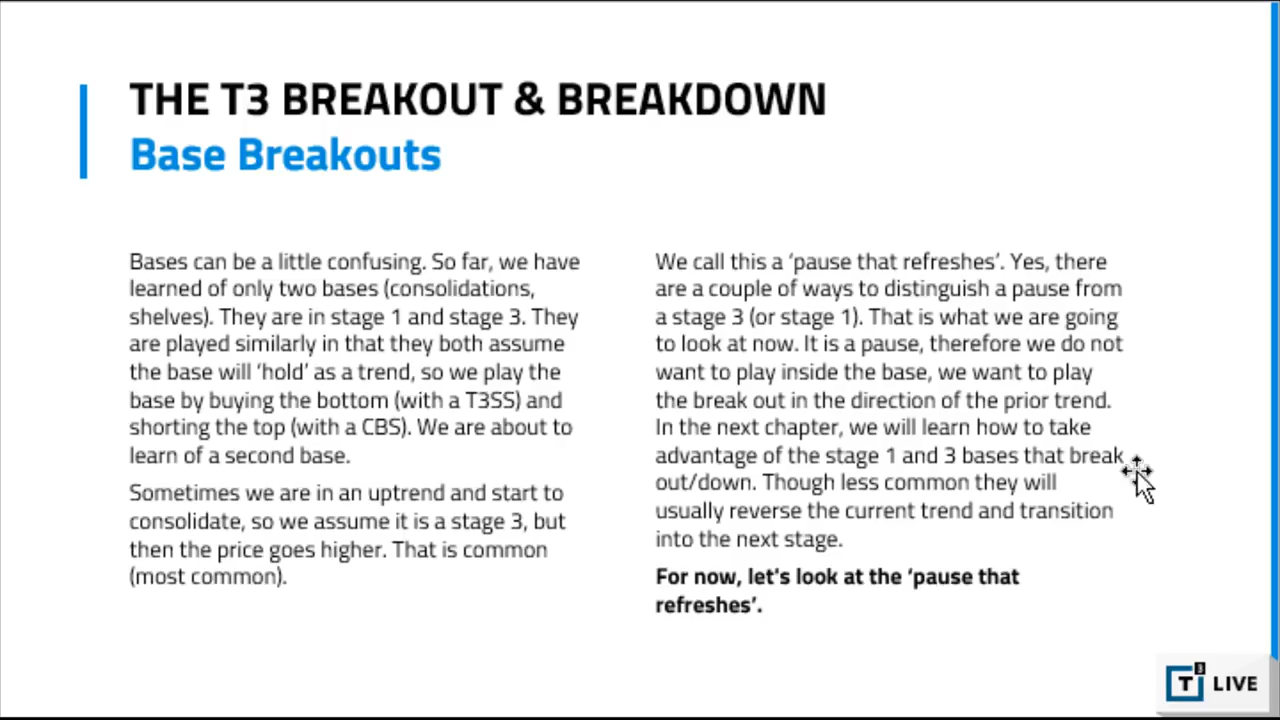 THE T3 BREAKOUT & BREAKDOWN
Base Breakouts
Bases can be a little confusing. So far, we have
learned of only two bases (consolidations,
shelves). They are in stage 1 and stage 3. They
are played similarly in that they both assume
the base will ‘hold’ as a trend, so we play the
base by buying the bottom (with a T3SS) and
shorting the top (with a CBS). We are about to
learn of a second base.
Sometimes we are in an uptrend and start to
consolidate, so we assume it is a stage 3, but
then the price goes higher. That is common
(most common).
We call this a ‘pause that refreshes’. Yes, there
are a couple of ways to distinguish a pause from
a stage 3 (or stage 1). That is what we are going
to look at now. It is a pause, therefore we do not
want to play inside the base, we want to play
the break out in the direction of the prior trend.
In the next chapter, we will learn how to take
advantage of the stage 1 and 3 bases that break
out/down. Though less common they will
usually reverse the current trend and transition
into the next stage.
For now, let's look at the ‘pause that
refreshes’.
T3 LIVE